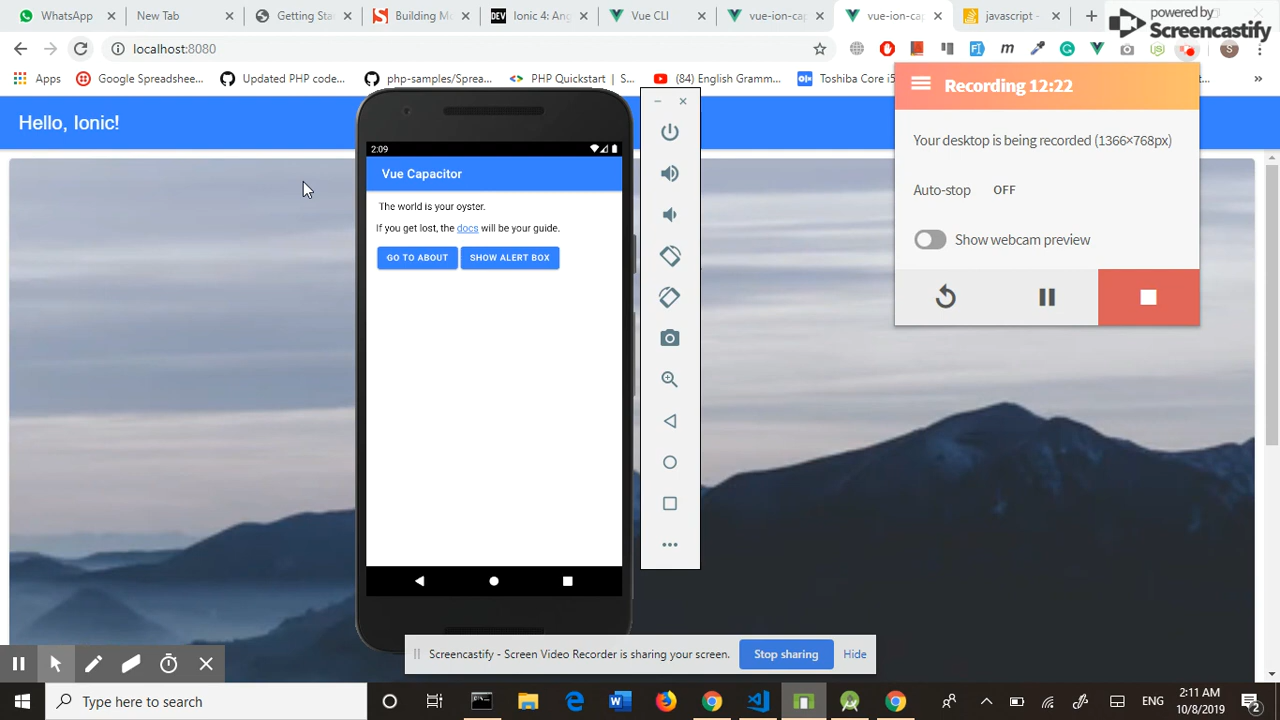 WhatsApp
New Tab
Getting Sta
Building Mo
DEV Ionic 4: An
Vue CLI
vue-ion-cap
vue-ion-cap
javascript -
powered by
Screencastify
localhost:8080
Apps
Google Spreadshee...
Updated PHP code...
php-samples/Sprea...
PHP Quickstart | S...
(84) English Gramm...
Toshiba Core i5
Hello, Ionic!
Recording 12:22
Your desktop is being recorded (1366×768px)
Auto-stop OFF
Show webcam preview
2:09
Vue Capacitor
The world is your oyster.
If you get lost, the docs will be your guide.
GO TO ABOUT
SHOW ALERT BOX
Screencastify - Screen Video Recorder is sharing your screen.
Stop sharing
Hide
Type here to search
ENG
2:11 AM
10/8/2019
2